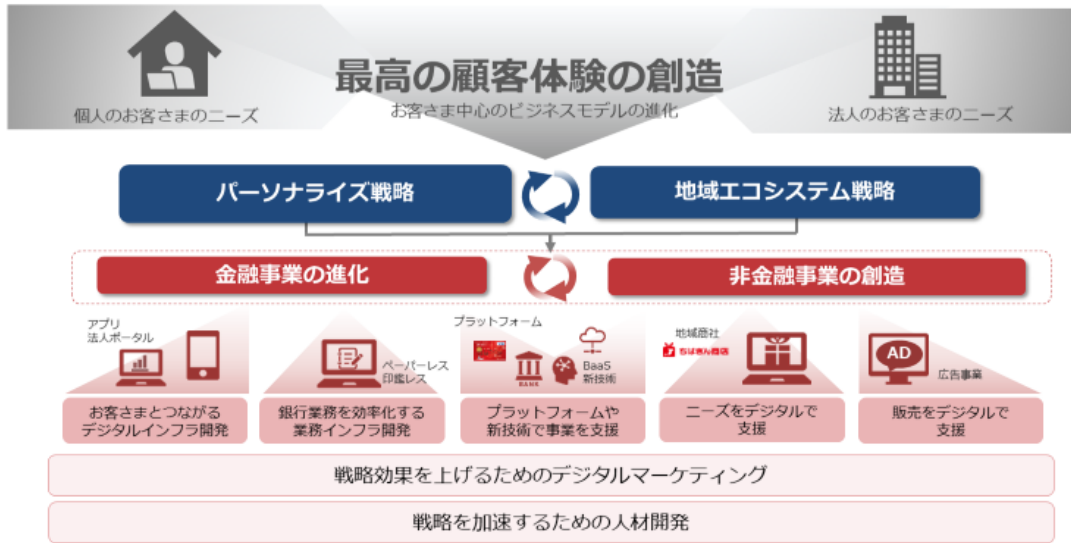 最高の顧客体験の創造
お客さま中心のビジネスモデルの進化
個人のお客さまのニーズ
法人のお客さまのニーズ
パーソナライズ戦略
地域エコシステム戦略
金融事業の進化
非金融事業の創造
アプリ
法人ポータル
お客さまとつながる
デジタルインフラ開発
ペーパーレス
印鑑レス
銀行業務を効率化する
業務インフラ開発
プラットフォーム
BANK
BaaS
新技術
プラットフォームや
新技術で事業を支援
地域商社
ちばぎん商店
ニーズをデジタルで
支援
AD
広告事業
販売をデジタルで
支援
戦略効果を上げるためのデジタルマーケティング
戦略を加速するための人材開発